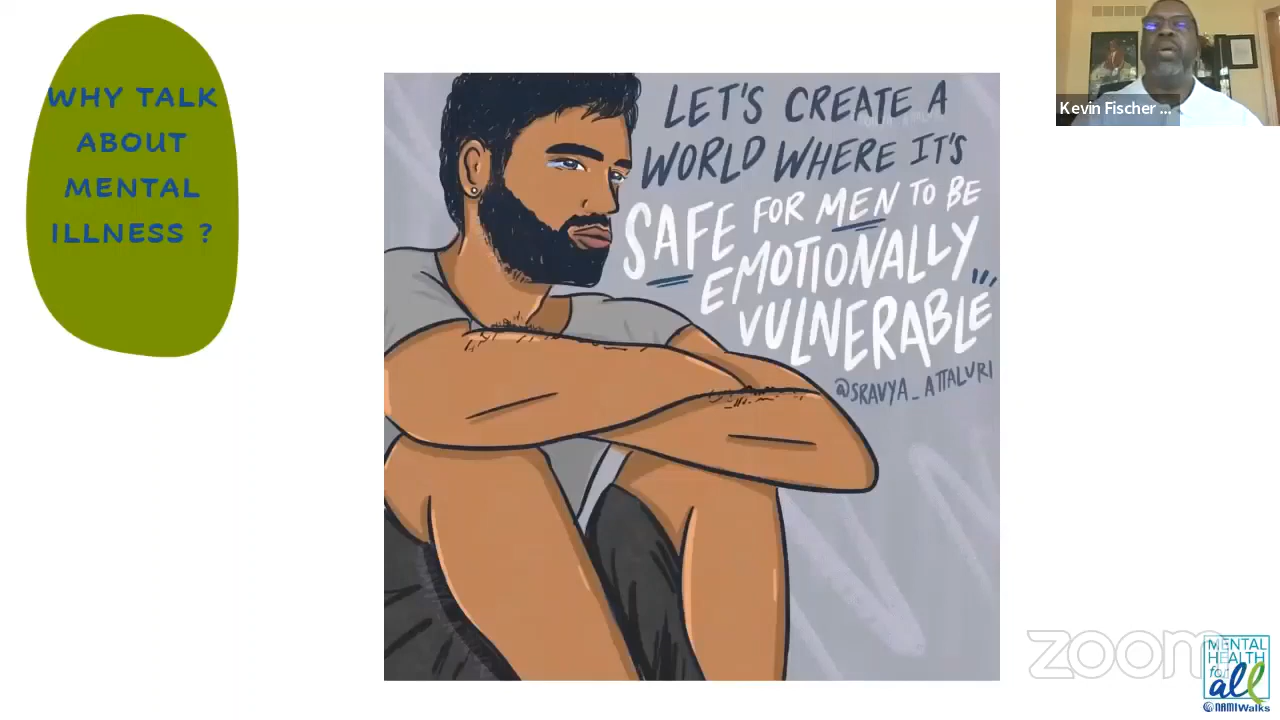 WHY TALK
ABOUT
MENTAL
ILLNESS ?
LET'S CREATE A
WORLD WHERE IT'S
SAFE FOR MEN TO BE
EMOTIONALLY
VULNERABLE
@SRAVYA_ATTALURI
Kevin Fischer ...
zoom
MENTAL
HEALTH
for
all
NAMIWalks